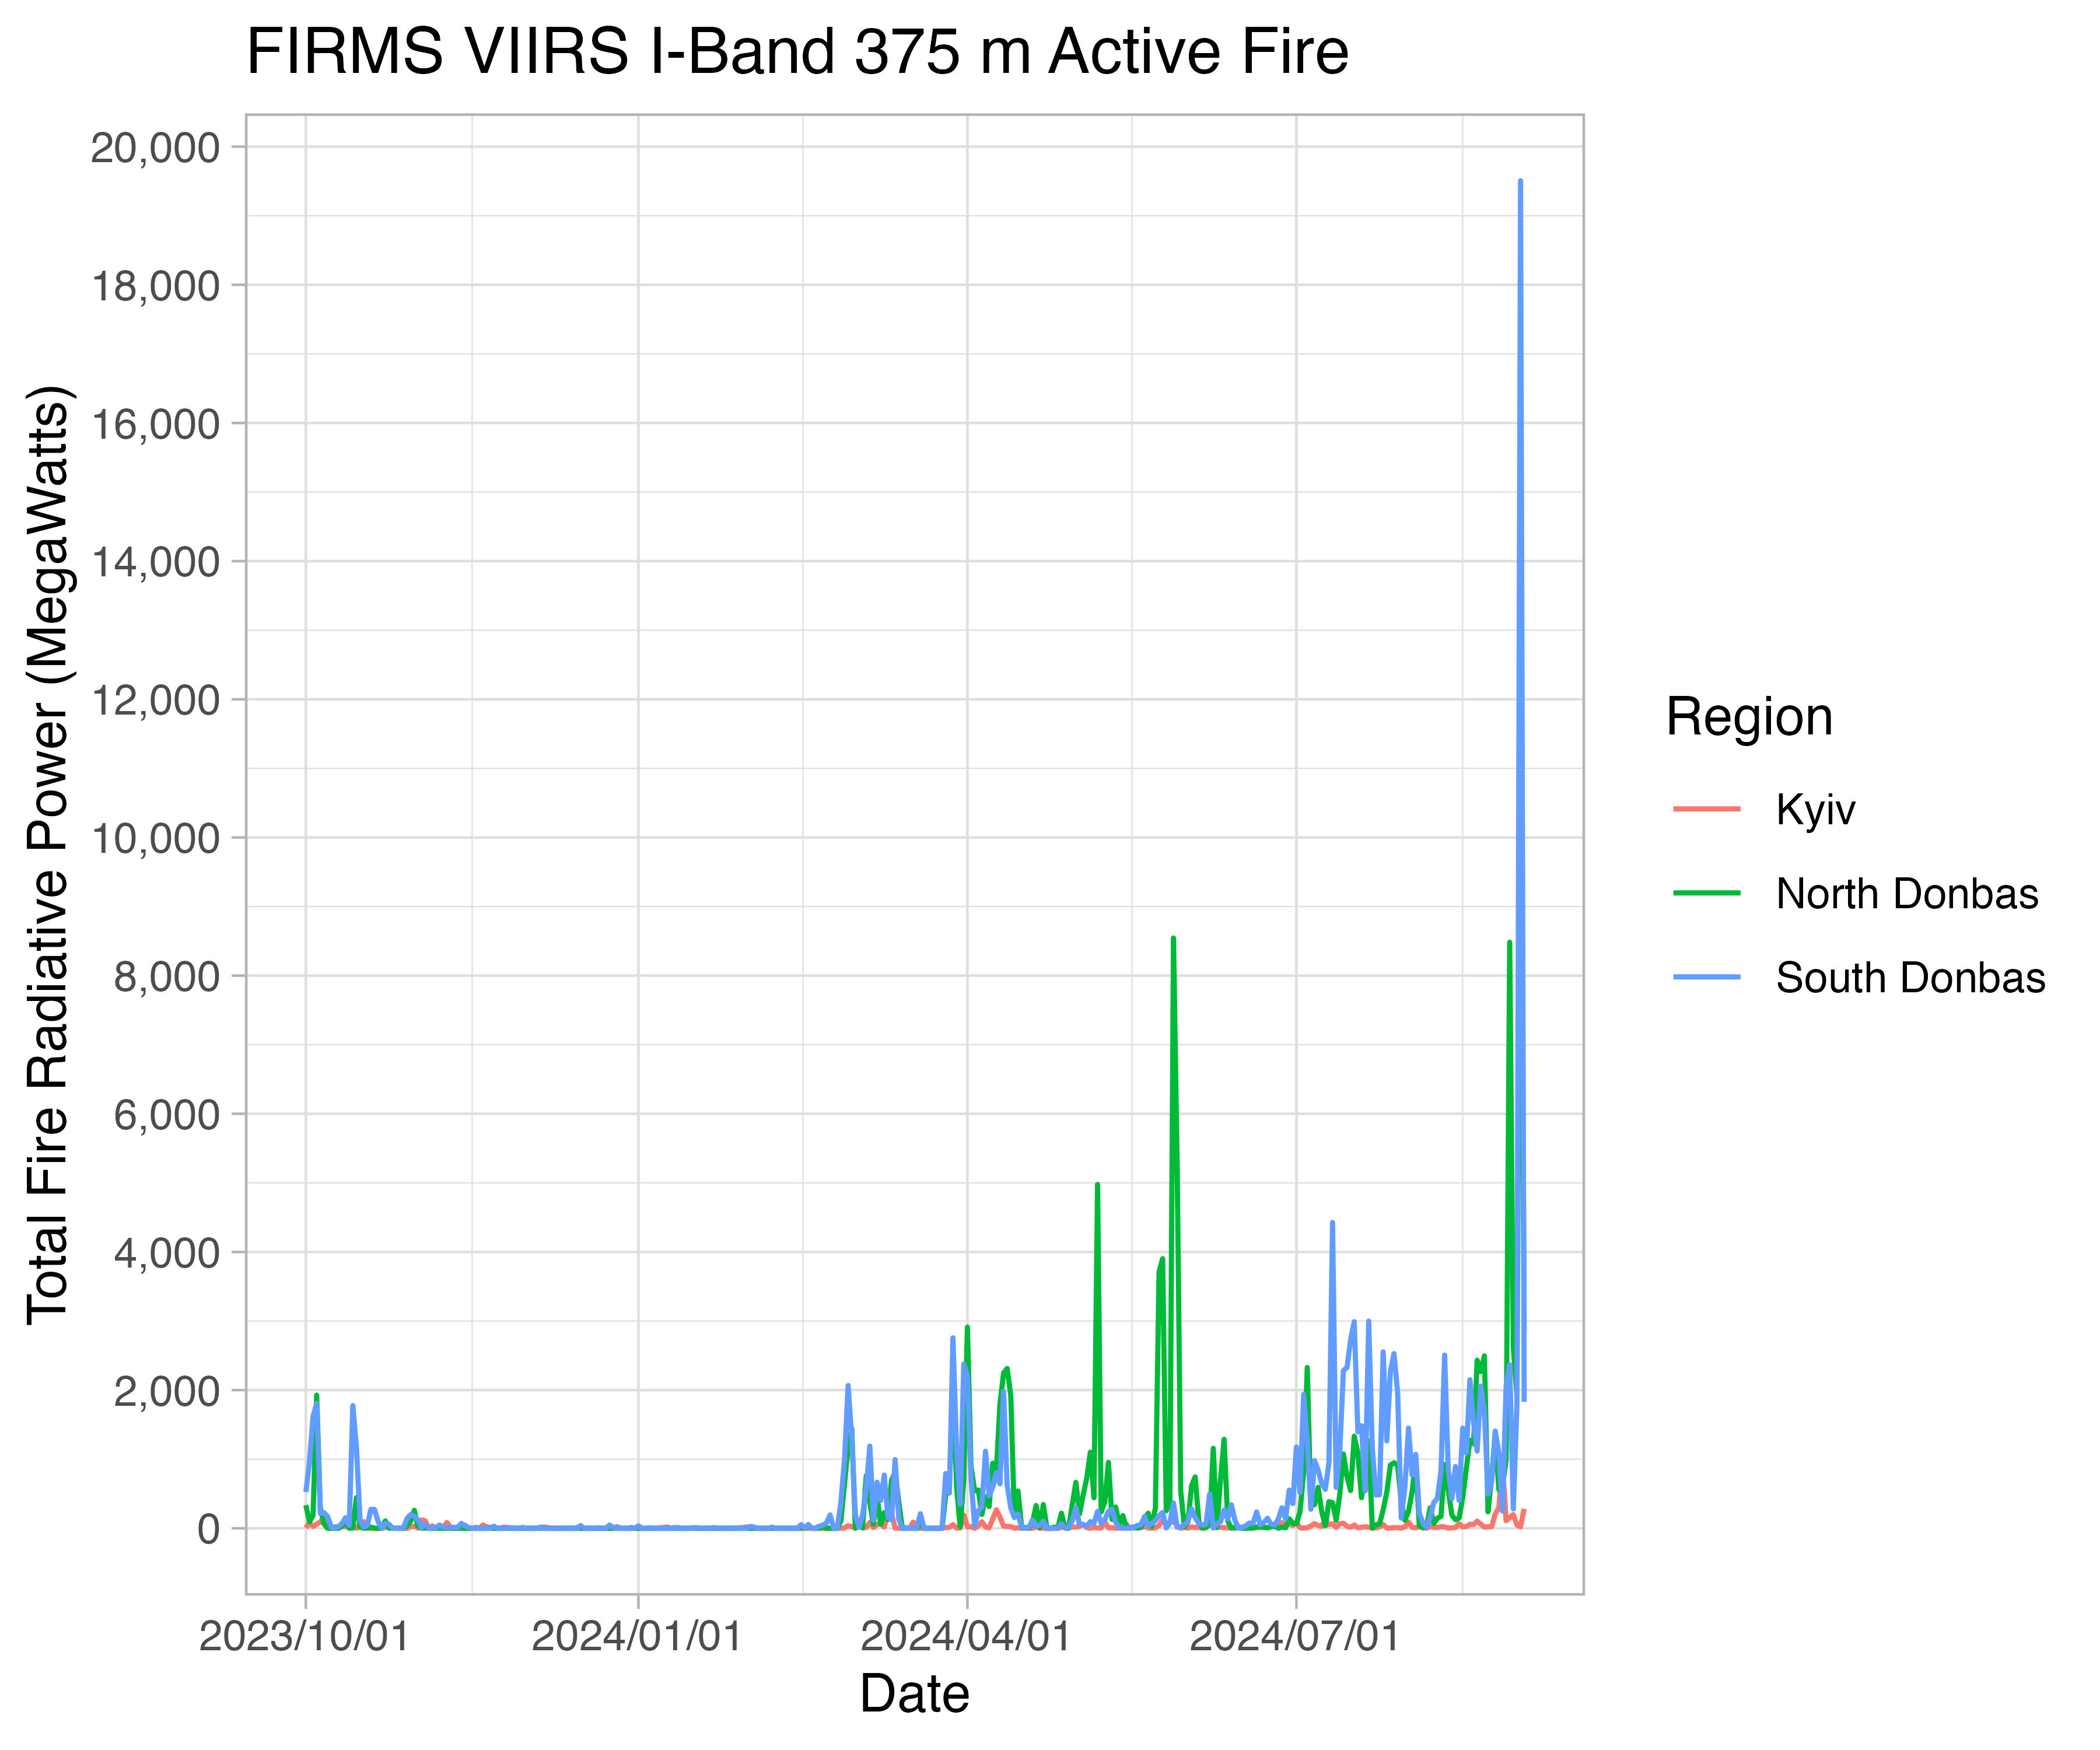 FIRMS VIIRS I-Band 375 m Active Fire
Total Fire Radiative Power (MegaWatts)
20,000
18,000
16,000
14,000
12,000
10,000
8,000
6,000
4,000
2,000
0
2023/10/01
2024/01/01
2024/04/01
2024/07/01
Date
Region
Kyiv
North Donbas
South Donbas